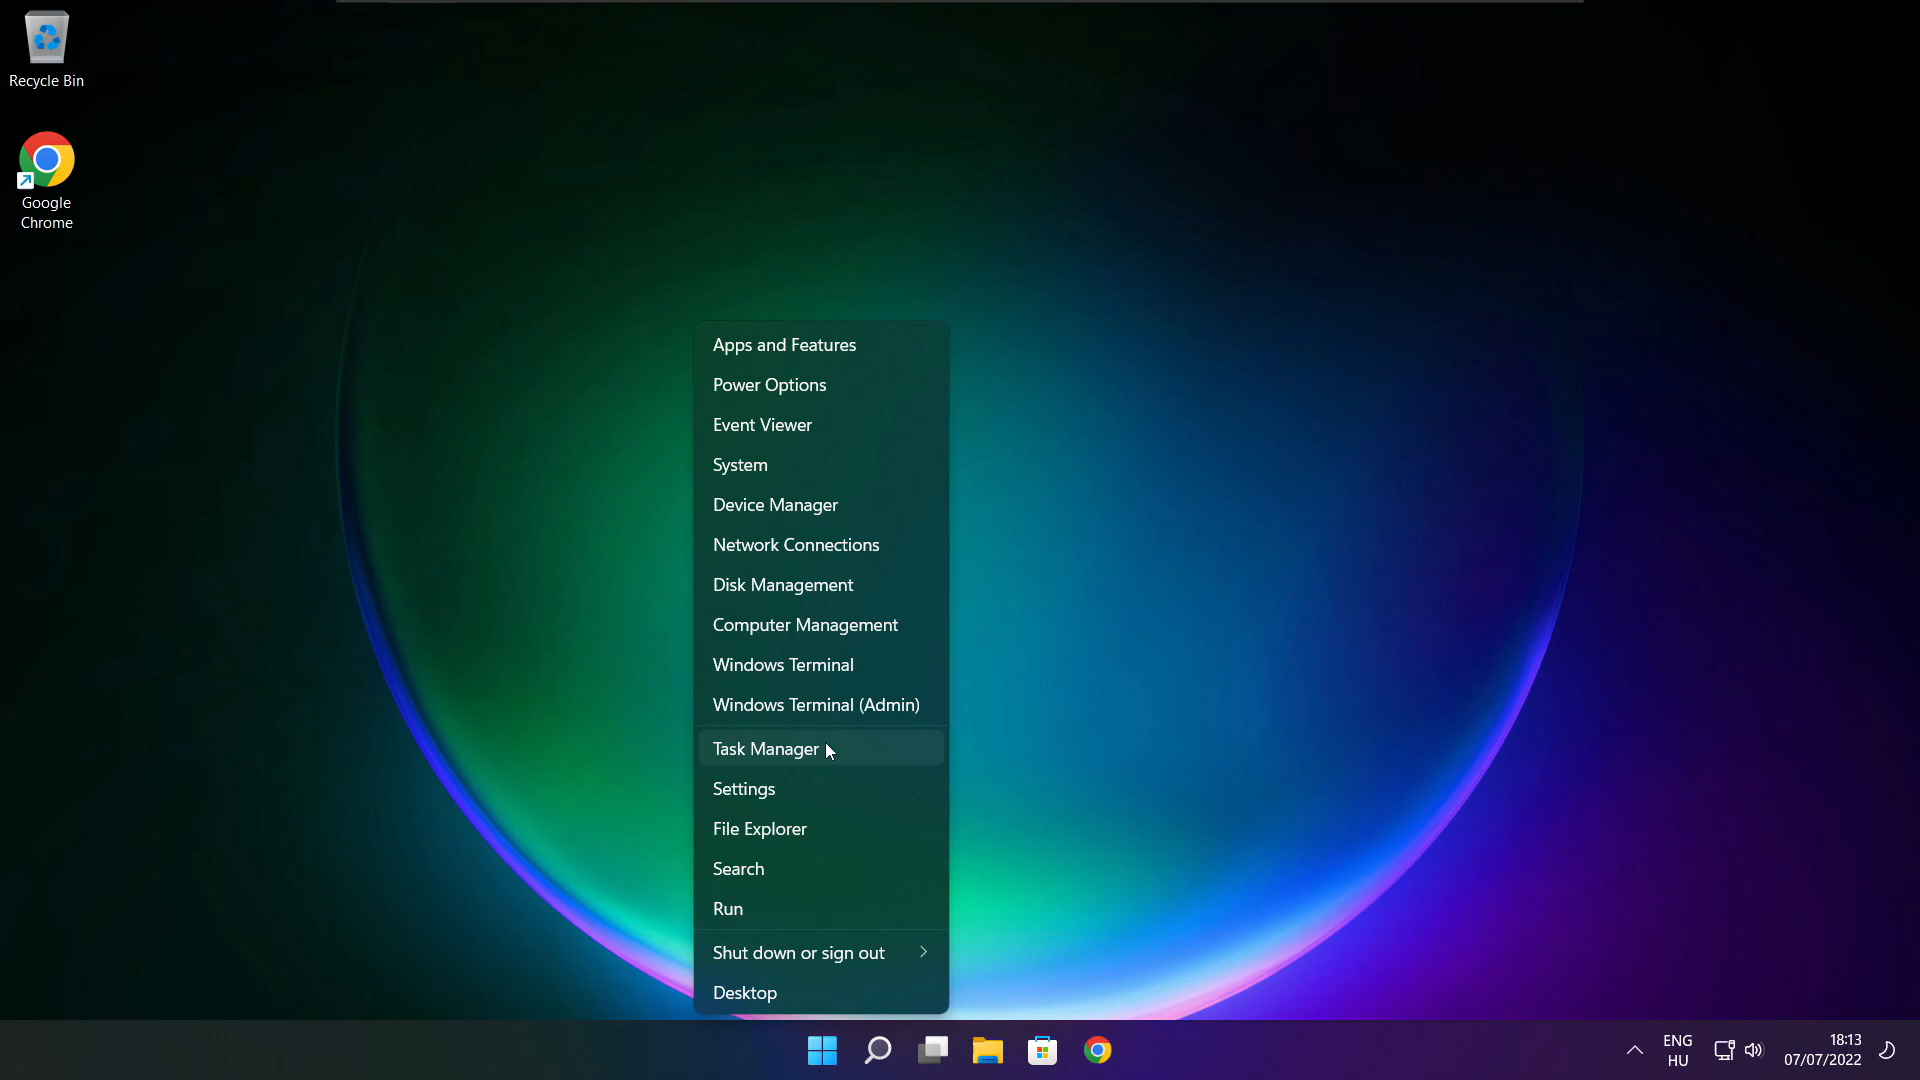 Recycle Bin
Google
Chrome
Apps and Features
Power Options
Event Viewer
System
Device Manager
Network Connections
Disk Management
Computer Management
Windows Terminal
Windows Terminal (Admin)
Task Manager
Settings
File Explorer
Search
Run
Shut down or sign out
Desktop
ENG
HU
18:13
07/07/2022